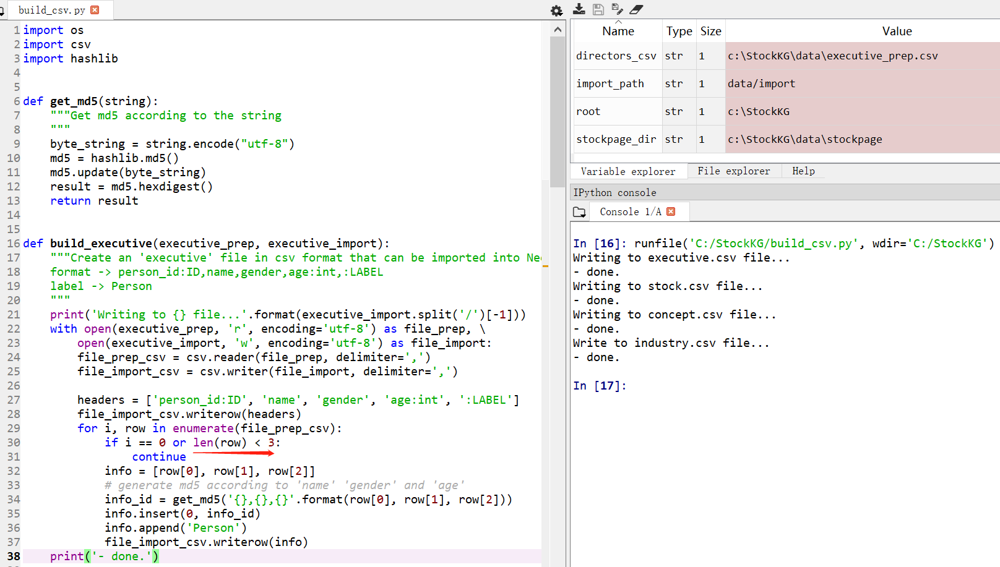 build_csv.py
1 import os
2 import csv
3 import hashlib
4
5
6 def get_md5(string):
7 """Get md5 according to the string
8 """
9 byte_string = string.encode("utf-8")
10 md5 = hashlib.md5()
11 md5.update(byte_string)
12 result = md5.hexdigest()
13 return result
14
15
16 def build_executive(executive_prep, executive_import):
17 """Create an 'executive' file in csv format that can be imported into
18 format -> person_id:ID,name,gender,age:int,:LABEL
19 label -> Person
20 """
21 print('Writing to {} file...'.format(executive_import.split('/')[-1]))
22 with open(executive_prep, 'r', encoding='utf-8') as file_prep, \
23 open(executive_import, 'w', encoding='utf-8') as file_import:
24 file_prep_csv = csv.reader(file_prep, delimiter=',')
25 file_import_csv = csv.writer(file_import, delimiter=',')
26
27 headers = ['person_id:ID', 'name', 'gender', 'age:int', ':LABEL']
28 file_import_csv.writerow(headers)
29 for i, row in enumerate(file_prep_csv):
30 if i == 0 or len(row) < 3:
31 continue
32 info = [row[0], row[1], row[2]]
33 # generate md5 according to 'name' 'gender' and 'age'
34 info_id = get_md5('{},{},{}'.format(row[0], row[1], row[2]))
35 info.insert(0, info_id)
36 info.append('Person')
37 file_import_csv.writerow(info)
38 print('- done.')
Name Type Size Value
directors_csv str 1 c:\StockKG\data\executive_prep.csv
import_path str 1 data/import
root str 1 c:\StockKG
stockpage_dir str 1 c:\StockKG\data\stockpage
Variable explorer File explorer Help
IPython console
Console 1/A
In [16]: runfile('C:/StockKG/build_csv.py', wdir='C:/StockKG')
Writing to executive.csv file...
- done.
Writing to stock.csv file...
- done.
Writing to concept.csv file...
- done.
Write to industry.csv file...
- done.
In [17]: